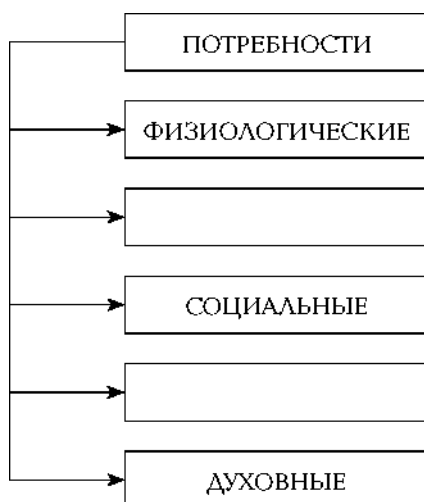 ПОТРЕБНОСТИ
ФИЗИОЛОГИЧЕСКИЕ
СОЦИАЛЬНЫЕ
ДУХОВНЫЕ